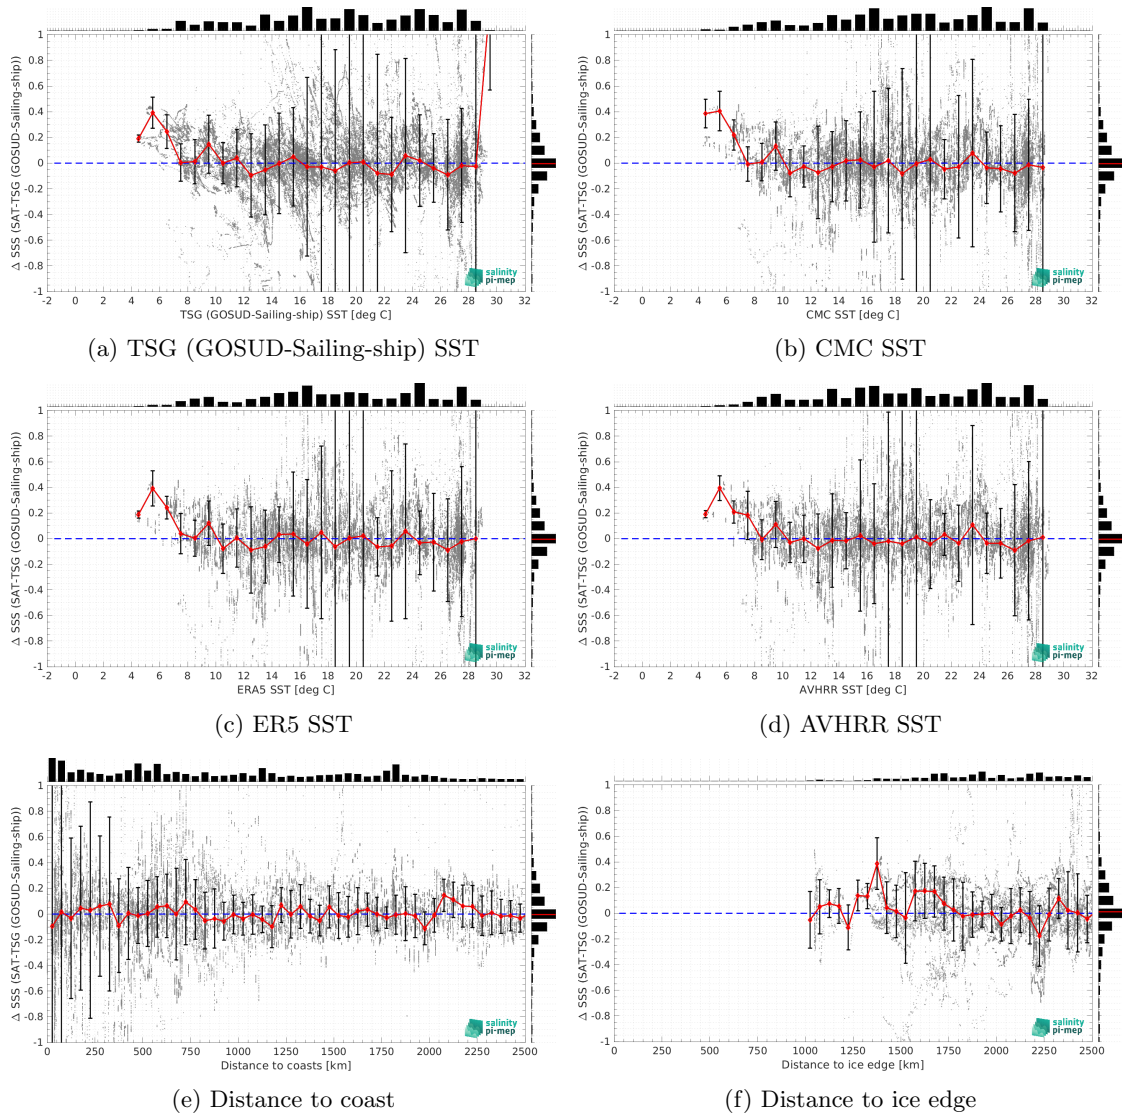 1
0.8
0.6
0.4
0.2
0
-0.2
-0.4
-0.6
-0.8
-1
Δ SSS (SAT-TSG (GOSUD-Sailing-ship))
salinity
pi-mep
-2 0 2 4 6 8 10 12 14 16 18 20 22 24 26 28 30 32
TSG (GOSUD-Sailing-ship) SST [deg C]
(a) TSG (GOSUD-Sailing-ship) SST
1
0.8
0.6
0.4
0.2
0
-0.2
-0.4
-0.6
-0.8
-1
Δ SSS (SAT-TSG (GOSUD-Sailing-ship))
salinity
pi-mep
-2 0 2 4 6 8 10 12 14 16 18 20 22 24 26 28 30 32
CMC SST [deg C]
(b) CMC SST
1
0.8
0.6
0.4
0.2
0
-0.2
-0.4
-0.6
-0.8
-1
Δ SSS (SAT-TSG (GOSUD-Sailing-ship))
salinity
pi-mep
-2 0 2 4 6 8 10 12 14 16 18 20 22 24 26 28 30 32
ERA5 SST [deg C]
(c) ER5 SST
1
0.8
0.6
0.4
0.2
0
-0.2
-0.4
-0.6
-0.8
-1
Δ SSS (SAT-TSG (GOSUD-Sailing-ship))
salinity
pi-mep
-2 0 2 4 6 8 10 12 14 16 18 20 22 24 26 28 30 32
AVHRR SST [deg C]
(d) AVHRR SST
1
0.8
0.6
0.4
0.2
0
-0.2
-0.4
-0.6
-0.8
-1
Δ SSS (SAT-TSG (GOSUD-Sailing-ship))
salinity
pi-mep
0 250 500 750 1000 1250 1500 1750 2000 2250 2500
Distance to coasts [km]
(e) Distance to coast
1
0.8
0.6
0.4
0.2
0
-0.2
-0.4
-0.6
-0.8
-1
Δ SSS (SAT-TSG (GOSUD-Sailing-ship))
salinity
pi-mep
0 250 500 750 1000 1250 1500 1750 2000 2250 2500
Distance to ice edge [km]
(f) Distance to ice edge